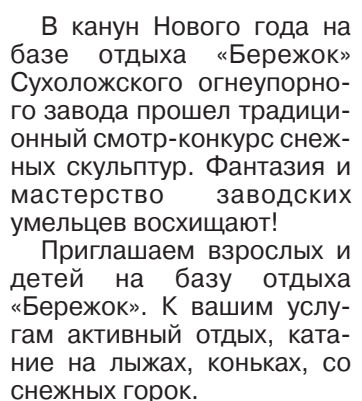 В канун Нового года на
базе отдыха «Бережок»
Сухоложского огнеупорно-
го завода прошел традици-
онный смотр-конкурс снеж-
ных скульптур. Фантазия и
мастерство заводских
умельцев восхищают!
Приглашаем взрослых и
детей на базу отдыха
«Бережок». К вашим услу-
гам активный отдых, ката-
ние на лыжах, коньках, со
снежных горок.